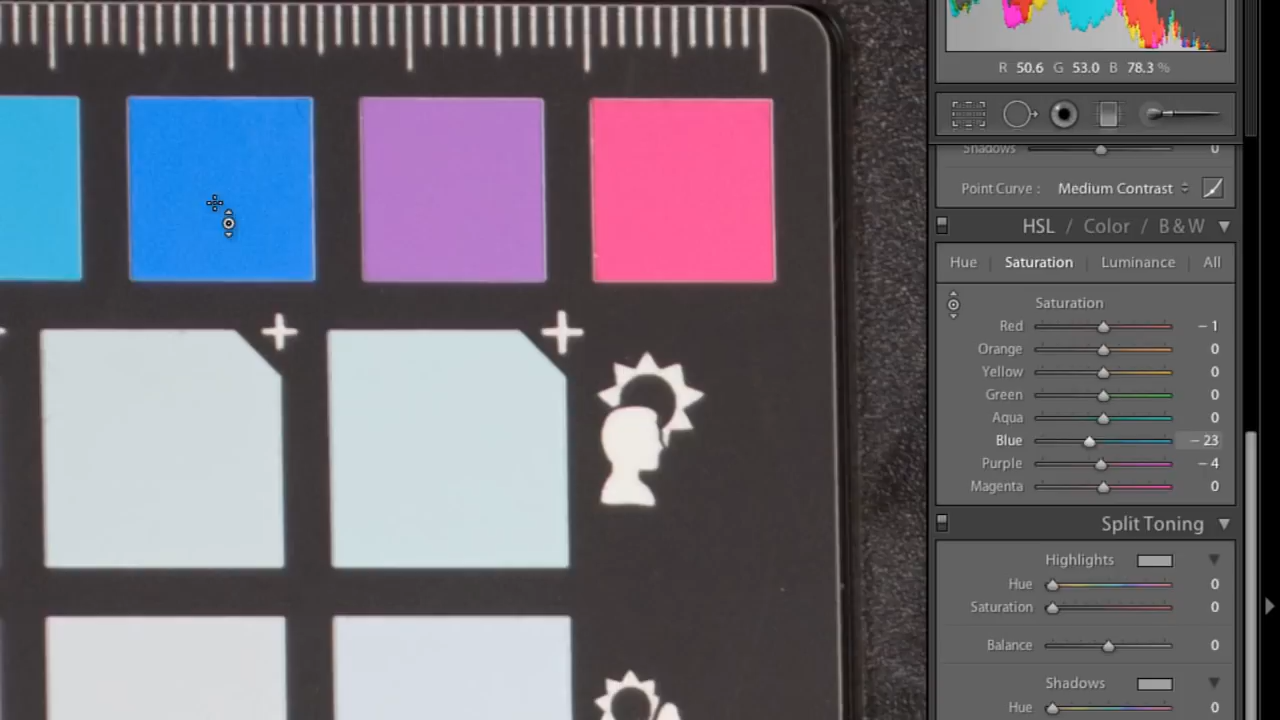 R 50.6 G 53.0 B 78.3 %
Shadows 0
Point Curve : Medium Contrast
HSL / Color / B&W
Hue Saturation Luminance All
Saturation
Red – 1
Orange 0
Yellow 0
Green 0
Aqua 0
Blue – 23
Purple – 4
Magenta 0
Split Toning
Highlights
Hue 0
Saturation 0
Balance 0
Shadows
Hue 0